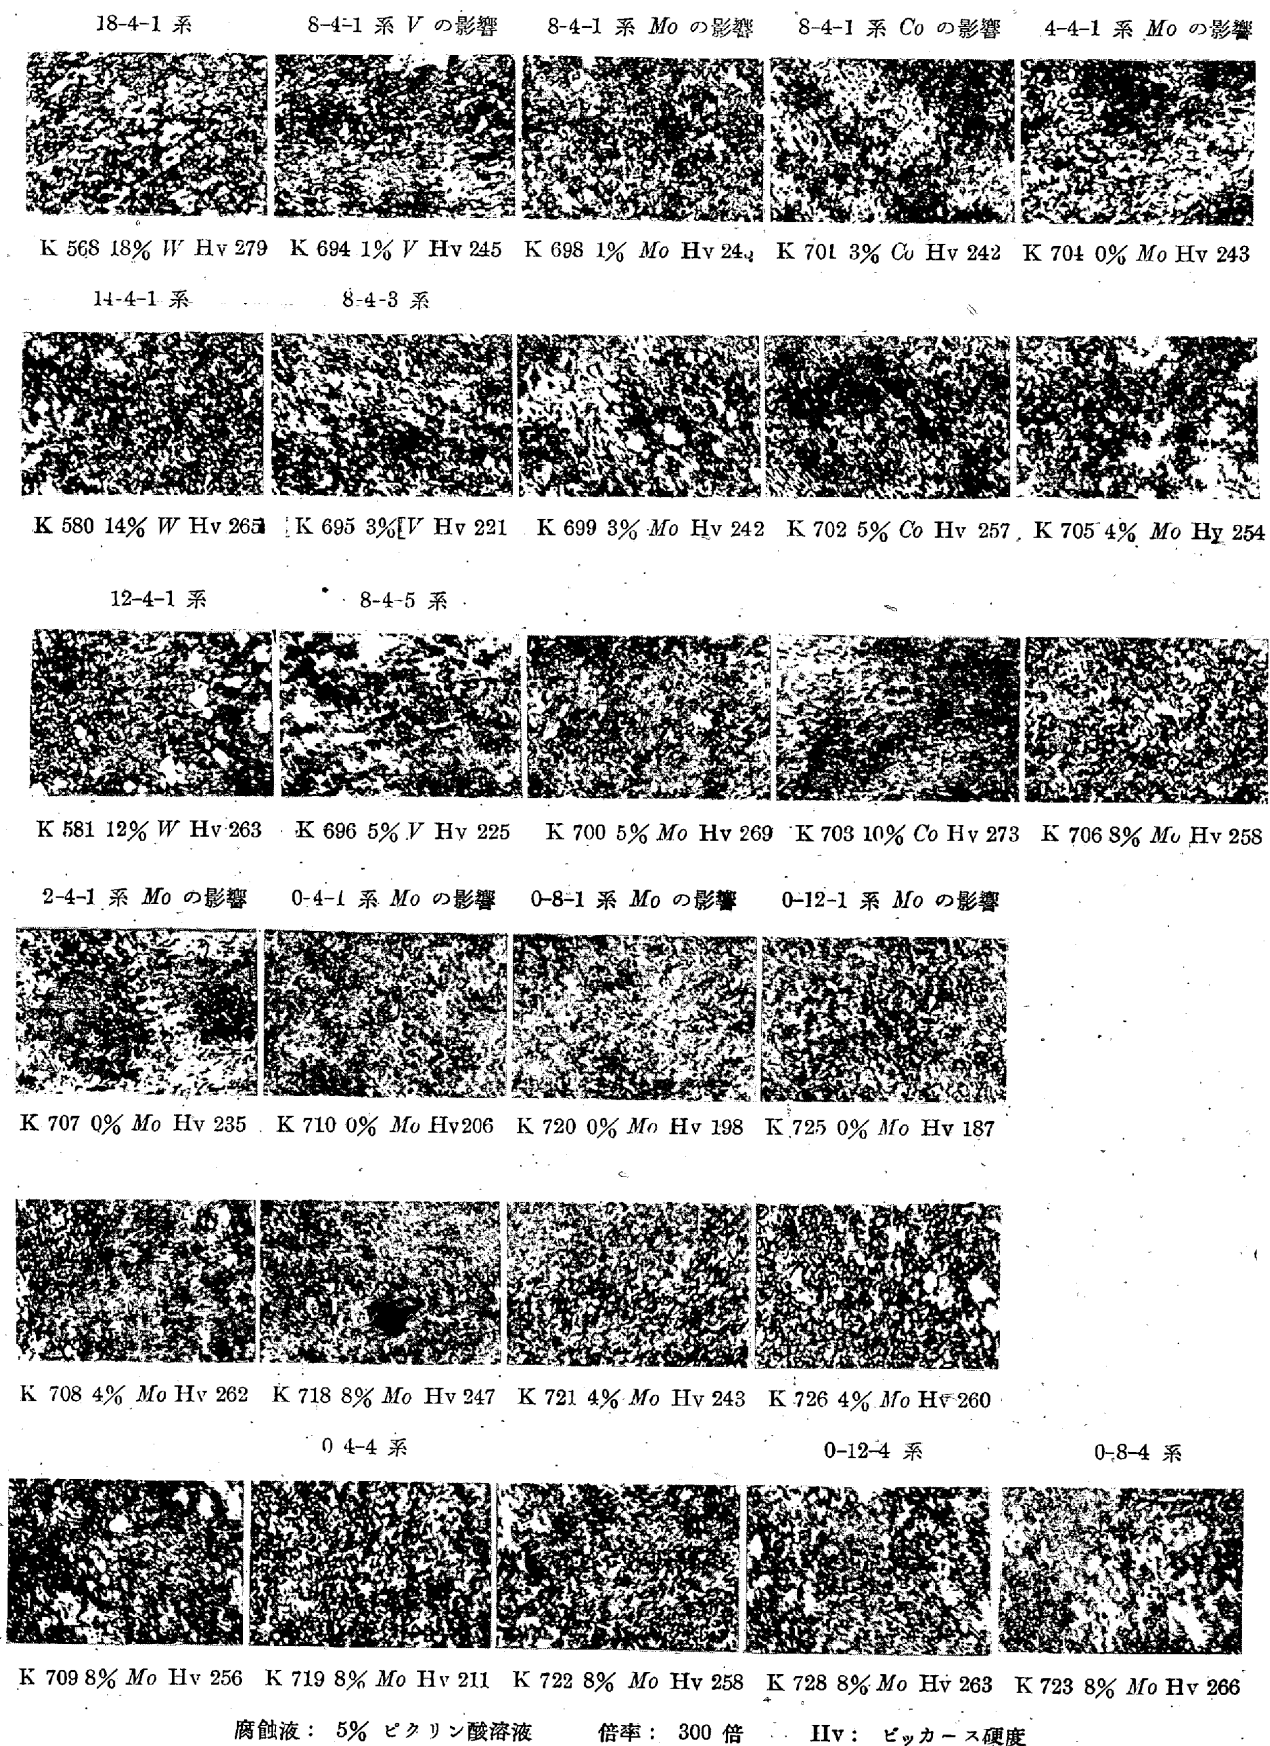 18-4-1 系 8-4-1 系 V の影響 8-4-1 系 Mo の影響 8-4-1 系 Co の影響 4-4-1 系 Mo の影響
K 568 18% W Hv 279 K 694 1% V Hv 245 K 698 1% Mo Hv K 701 3% Co Hv 242 K 704 0% Mo Hv 243
14-4-1 系 8-4-3 系
K 580 14% W Hv 265 K 695 3% V Hv 221 K 699 3% Mo Hv 242 K 702 5% Co Hv 257 K 705 4% Mo Hv 254
12-4-1 系 8-4-5 系
K 581 12% W Hv 263 K 696 5% V Hv 225 K 700 5% Mo Hv 269 K 703 10% Co Hv 273 K 706 8% Mo Hv 258
2-4-1 系 Mo の影響 0-4-1 系 Mo の影響 0-8-1 系 Mo の影響 0-12-1 系 Mo の影響
K 707 0% Mo Hv 235 K 710 0% Mo Hv206 K 720 0% Mo Hv 198 K 725 0% Mo Hv 187
K 708 4% Mo Hv 262 K 718 8% Mo Hv 247 K 721 4% Mo Hv 243 K 726 4% Mo Hv 260
0 4-4 系 0-12-4 系 0-8-4 系
K 709 8% Mo Hv 256 K 719 8% Mo Hv 211 K 722 8% Mo Hv 258 K 728 8% Mo Hv 263 K 723 8% Mo Hv 266
腐蝕液： 5% ピクリン酸溶液 倍率： 300 倍 Hv： ビッカース硬度